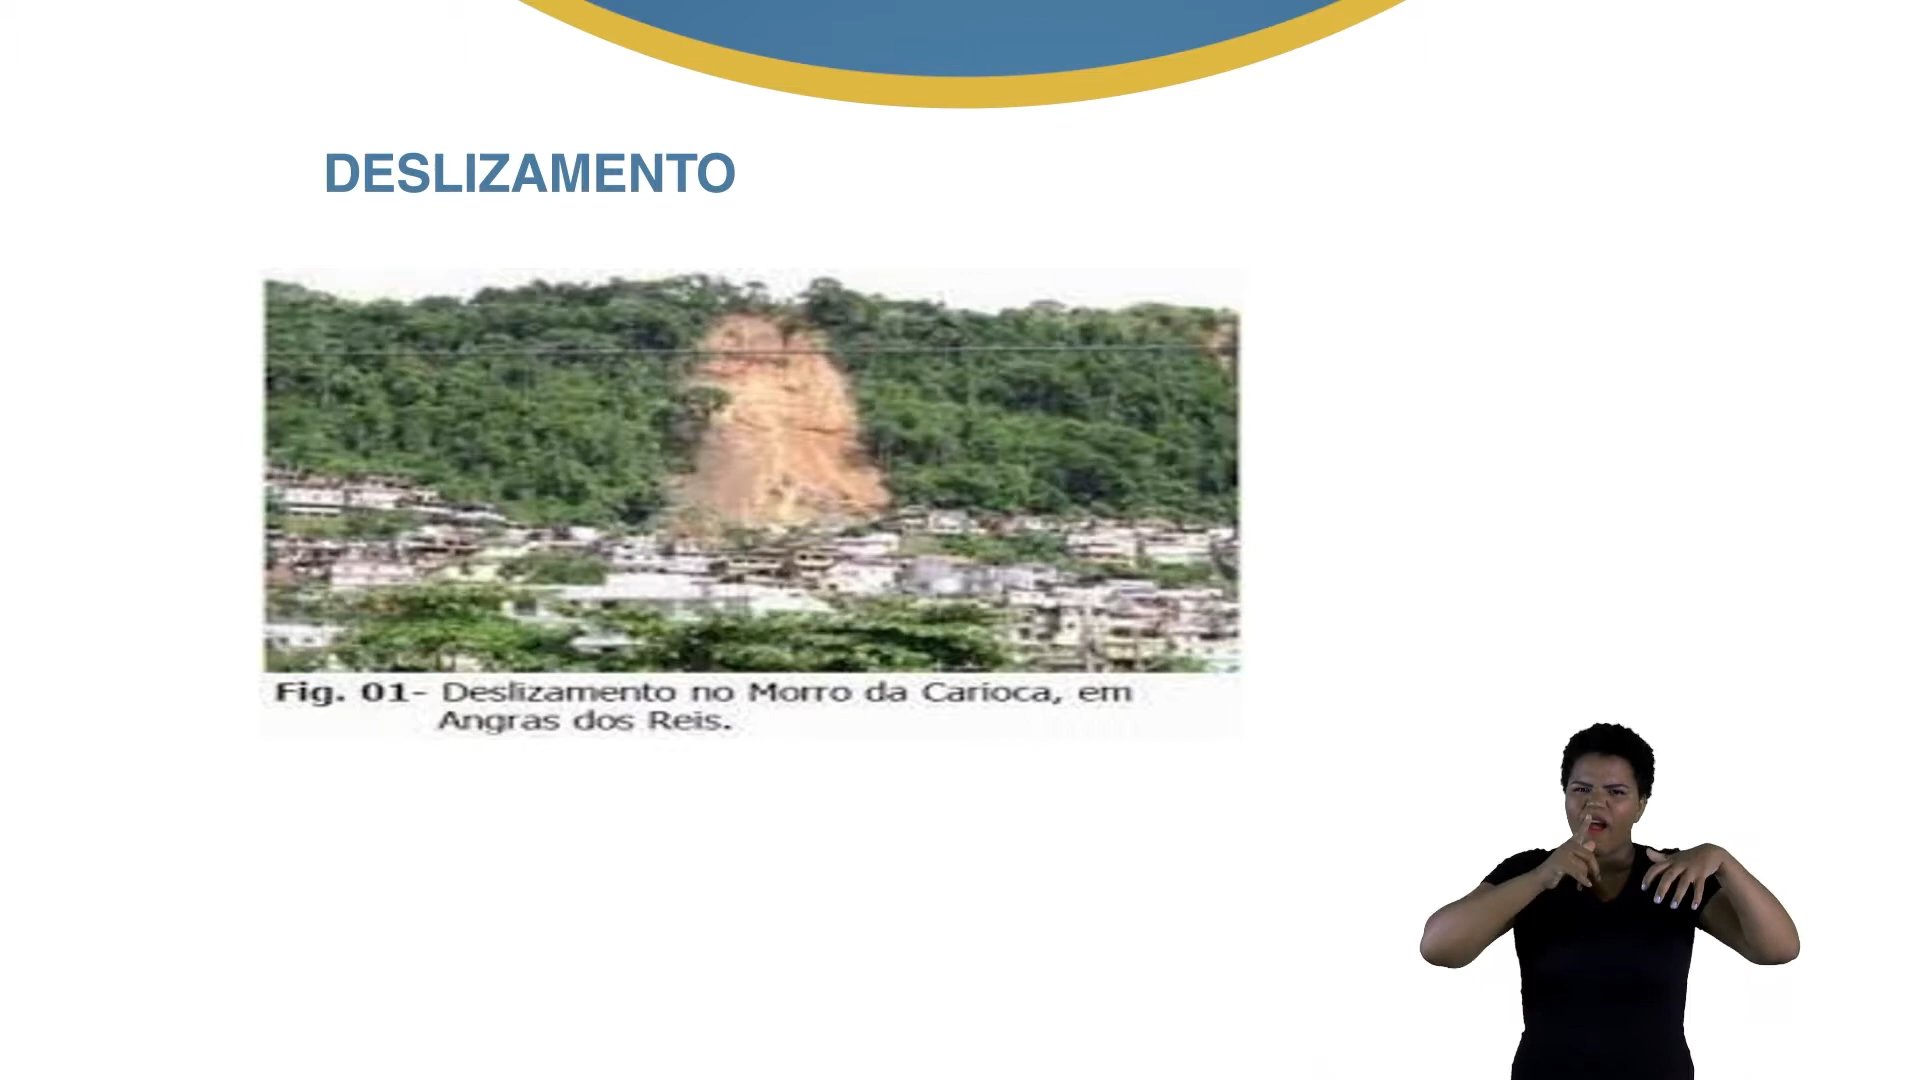 DESLIZAMENTO
Fig. 01- Deslizamento no Morro da Carioca, em
Angras dos Reis.